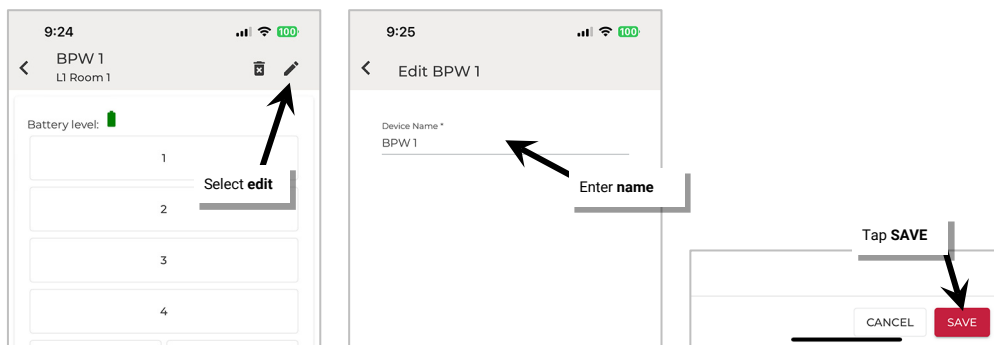 9:24
100
BPW 1
L1 Room 1
Battery level:
1
Select edit
2
3
4
9:25
100
Edit BPW 1
Device Name *
BPW 1
Enter name
Tap SAVE
CANCEL
SAVE